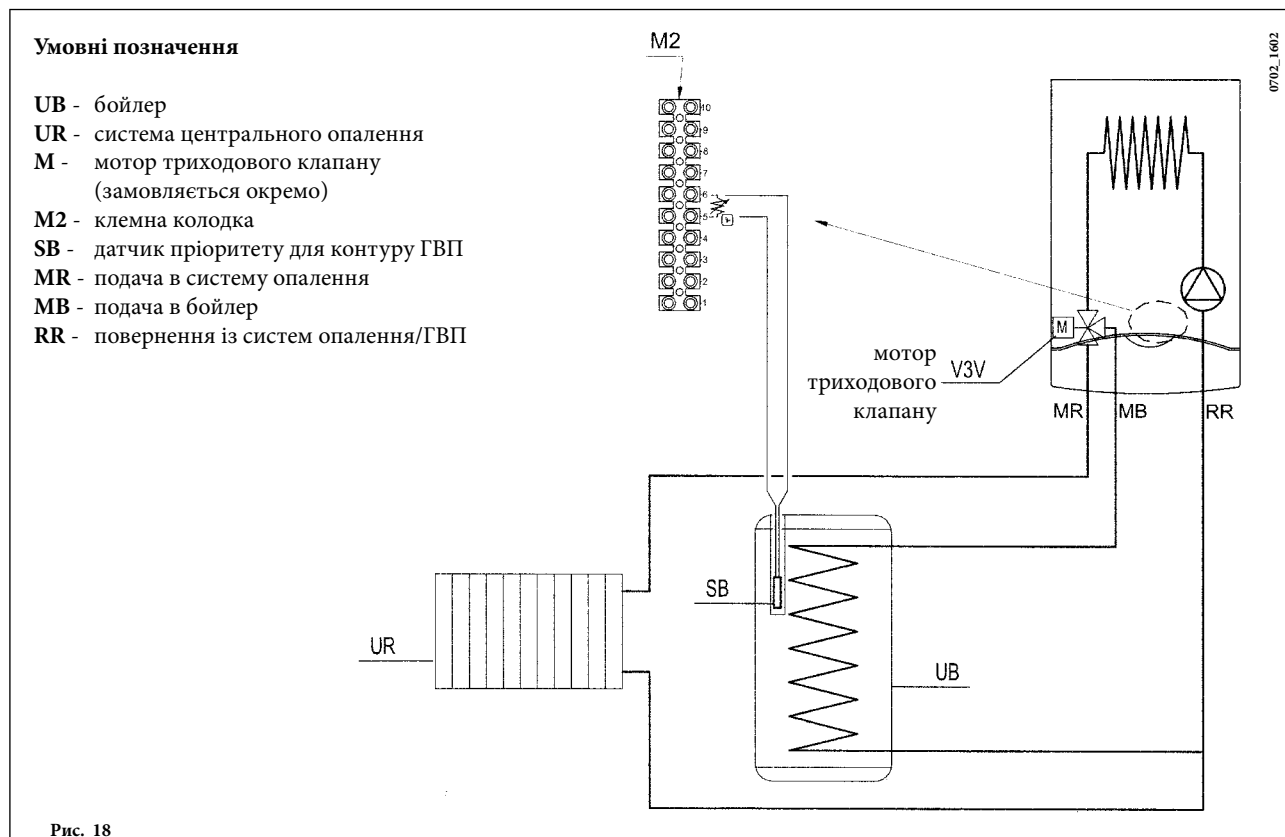 Умовні позначення
UB - бойлер
UR - система центрального опалення
M - мотор триходового клапану
(замовляється окремо)
M2 - клемна колодка
SB - датчик пріоритету для контуру ГВП
MR - подача в систему опалення
MB - подача в бойлер
RR - повернення із систем опалення/ГВП
M2
0702_1602
10
9
8
7
6
5
4
3
2
1
M
мотор
триходового
клапану
V3V
MR MB RR
SB
UR
UB
Рис. 18